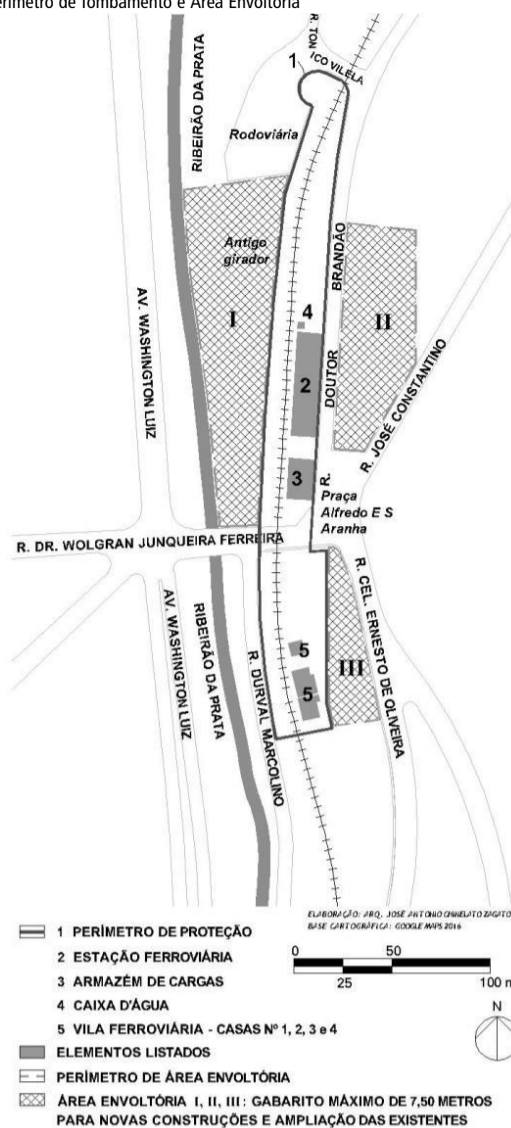 erímetro de Tombamento e Área Envoltória
R. TON
ICO VILELA
1
RIBEIRÃO DA PRATA
Rodoviária
Antigo
girador
BRANDÃO
4
I
II
AV. WASHINGTON LUIZ
2
DOUTOR
R. JOSÉ CONSTANTINO
3
R.
Praça
Alfredo E S
Aranha
R. DR. WOLGRAN JUNQUEIRA FERREIRA
AV. WASHINGTON LUIZ
RIBEIRÃO DA PRATA
R. DURVAL MARCOLINO
5
5
III
R. CEL. ERNESTO DE OLIVEIRA
ELABORAÇÃO: ARQ. JOSÉ ANTONIO CHINELATO ZAGATO
BASE CARTOGRÁFICA: GOOGLE MAPS 2016
1 PERÍMETRO DE PROTEÇÃO
2 ESTAÇÃO FERROVIÁRIA
0 50
3 ARMAZÉM DE CARGAS
25 100 m
4 CAIXA D'ÁGUA
N
5 VILA FERROVIÁRIA - CASAS Nº 1, 2, 3 e 4
ELEMENTOS LISTADOS
PERÍMETRO DE ÁREA ENVOLTÓRIA
ÁREA ENVOLTÓRIA I, II, III: GABARITO MÁXIMO DE 7,50 METROS
PARA NOVAS CONSTRUÇÕES E AMPLIAÇÃO DAS EXISTENTES